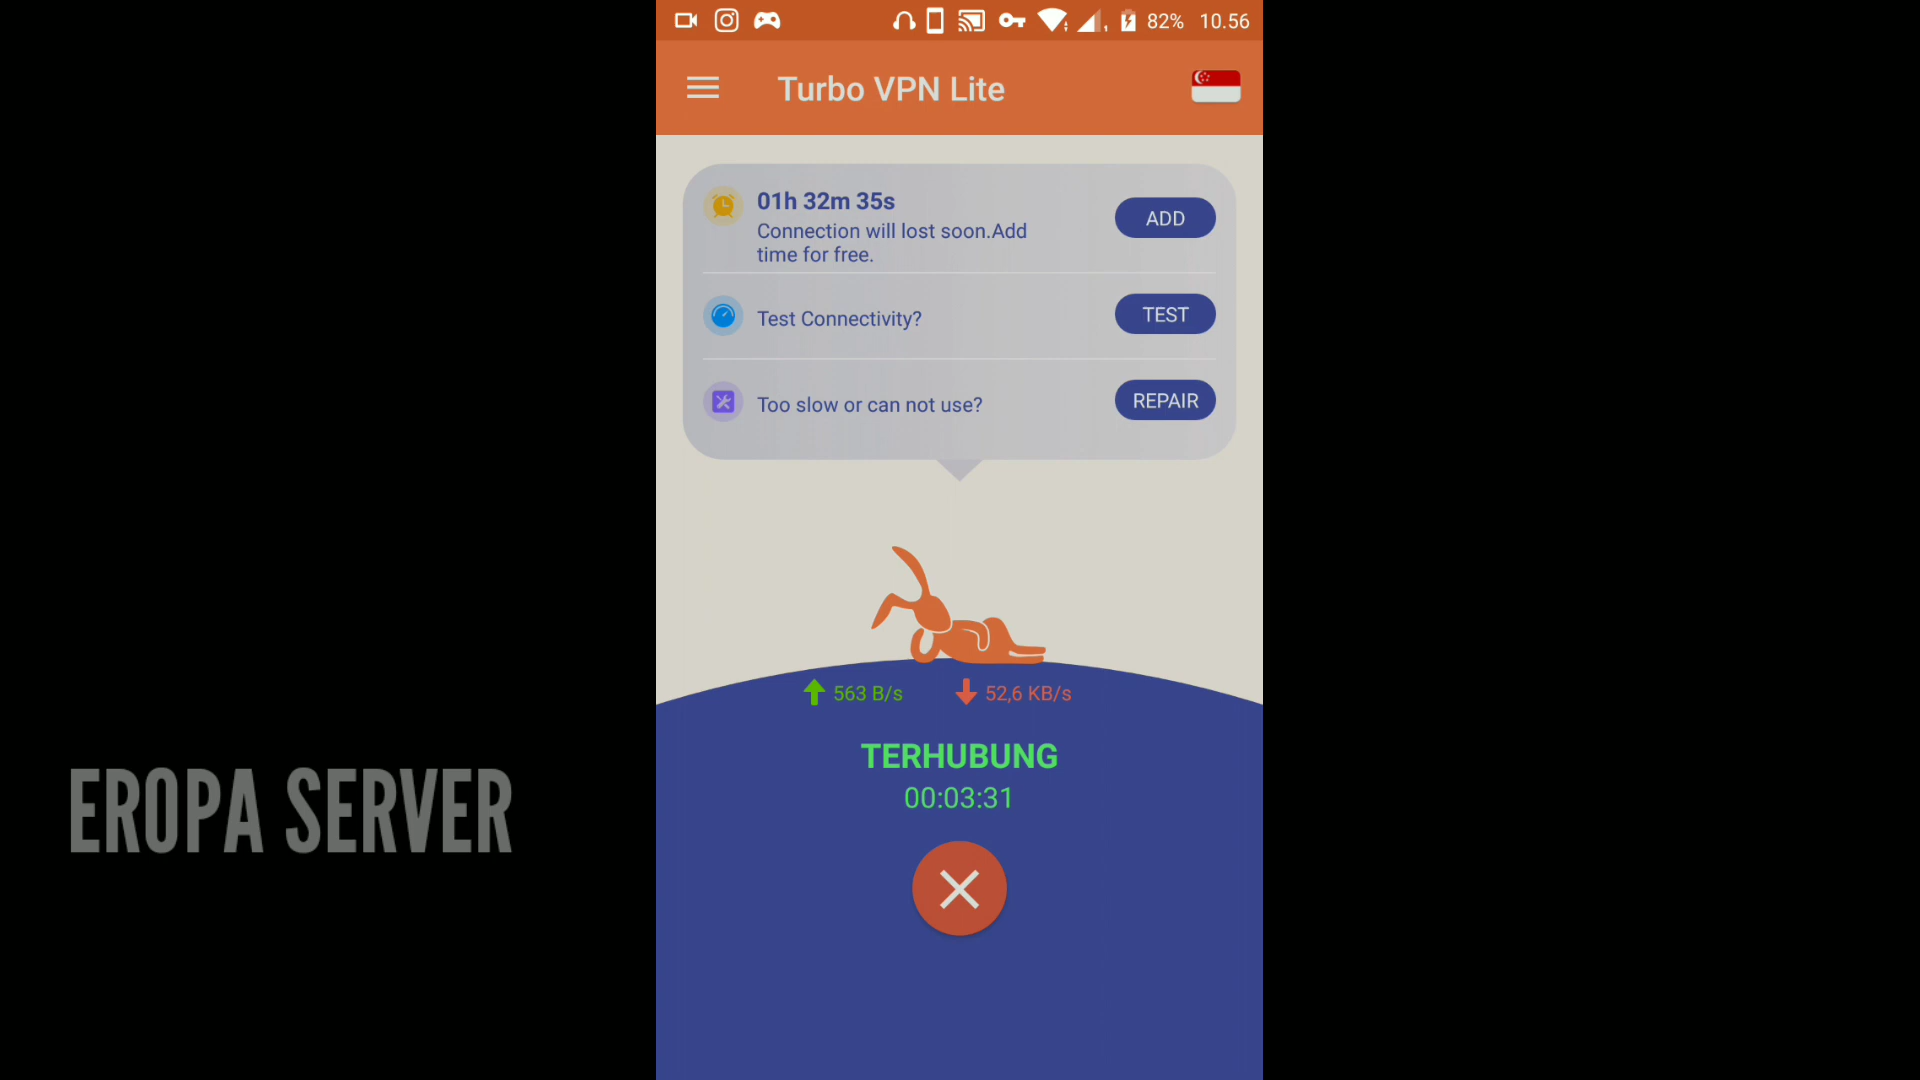 82% 10.56
Turbo VPN Lite
01h 32m 35s
Connection will lost soon.Add
time for free.
ADD
Test Connectivity?
TEST
Too slow or can not use?
REPAIR
563 B/s
52,6 KB/s
TERHUBUNG
00:03:31
EROPA SERVER